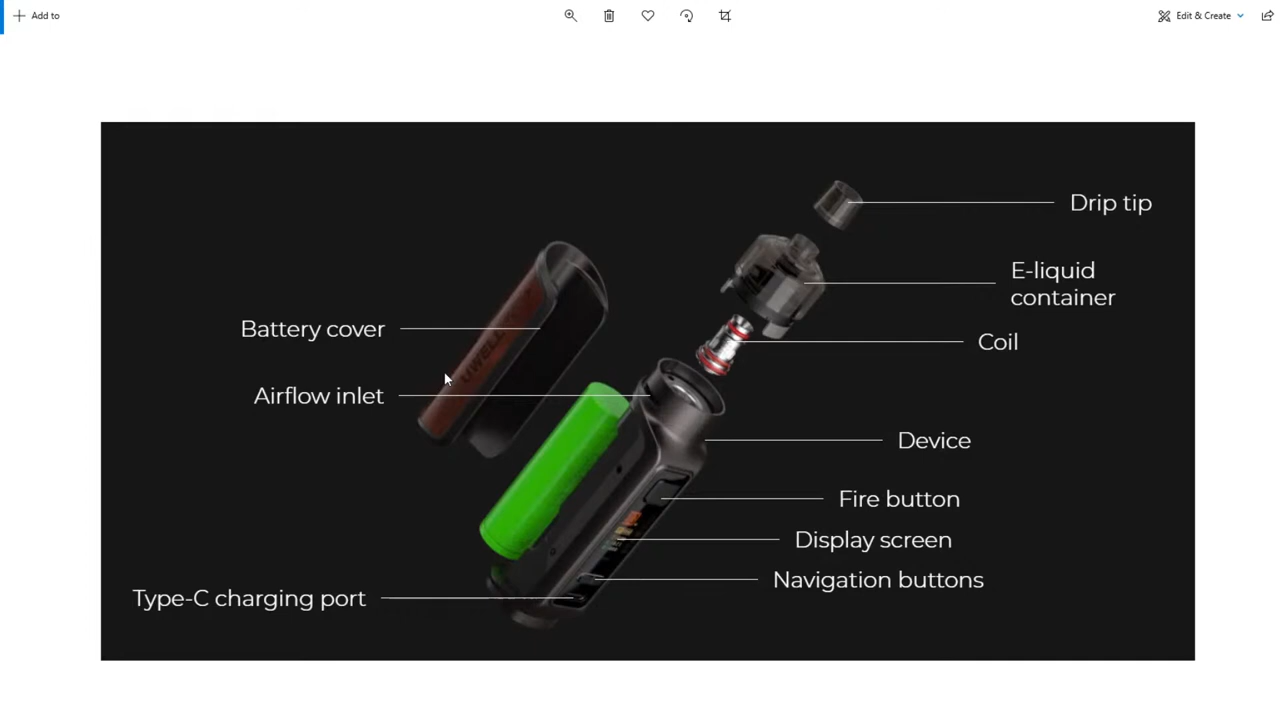 Add to
Edit & Create
Drip tip
E-liquid
container
Battery cover
Coil
UWELL
Airflow inlet
Device
Fire button
Display screen
Navigation buttons
Type-C charging port